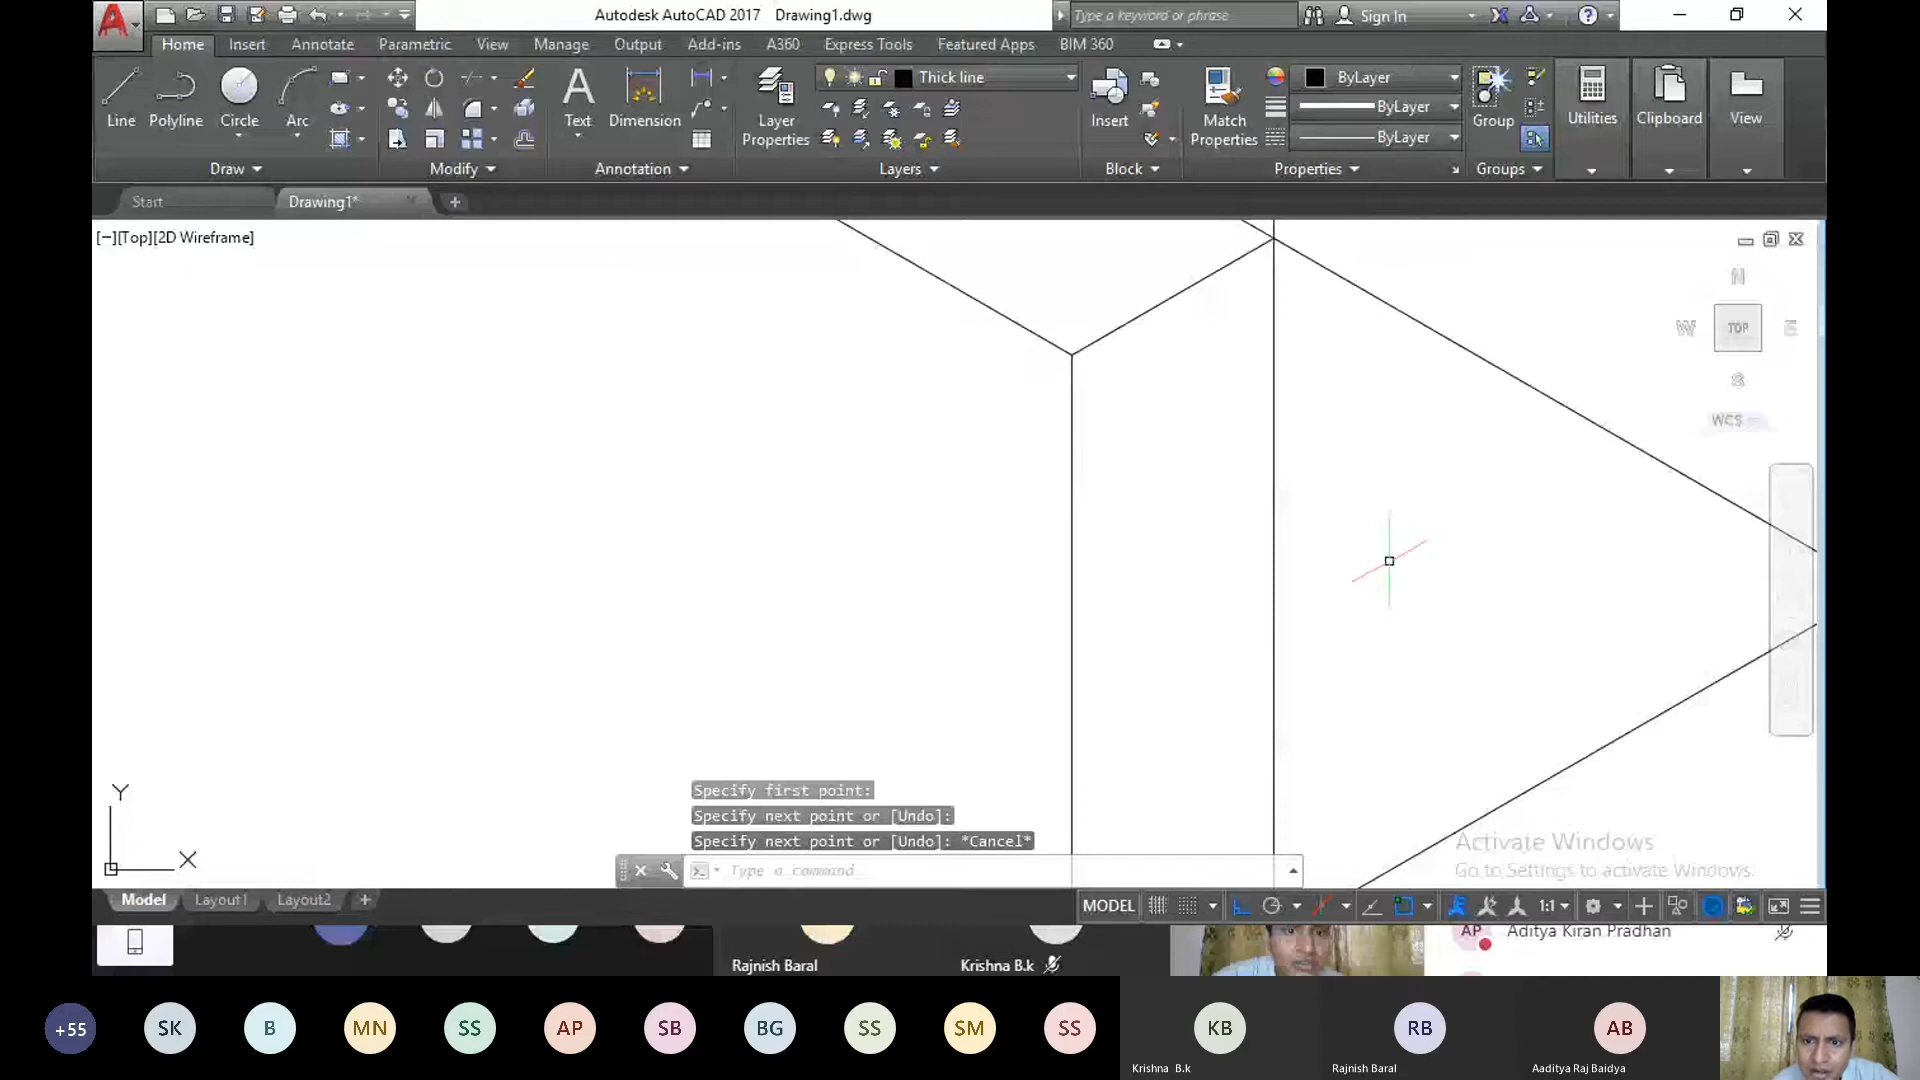 Autodesk AutoCAD 2017 Drawing1.dwg
Type a keyword or phrase
Sign In
Home Insert Annotate Parametric View Manage Output Add-ins A360 Express Tools Featured Apps BIM 360
Line Polyline Circle Arc
Text Dimension
Layer Properties
Thick line
Insert
Match Properties
ByLayer
ByLayer
ByLayer
Group
Utilities
Clipboard
View
Draw Modify Annotation Layers Block Properties Groups
Start Drawing1*
[−][Top][2D Wireframe]
N
W TOP E
S
WCS
Y
X
Specify first point:
Specify next point or [Undo]:
Specify next point or [Undo]: *Cancel*
Type a command
Activate Windows
Go to Settings to activate Windows.
Model Layout1 Layout2
MODEL 1:1
Rajnish Baral Krishna B.k AP Aditya Kiran Pradhan
+55 SK B MN SS AP SB BG SS SM SS KB RB AB
Krishna B.k Rajnish Baral Aaditya Raj Baidya